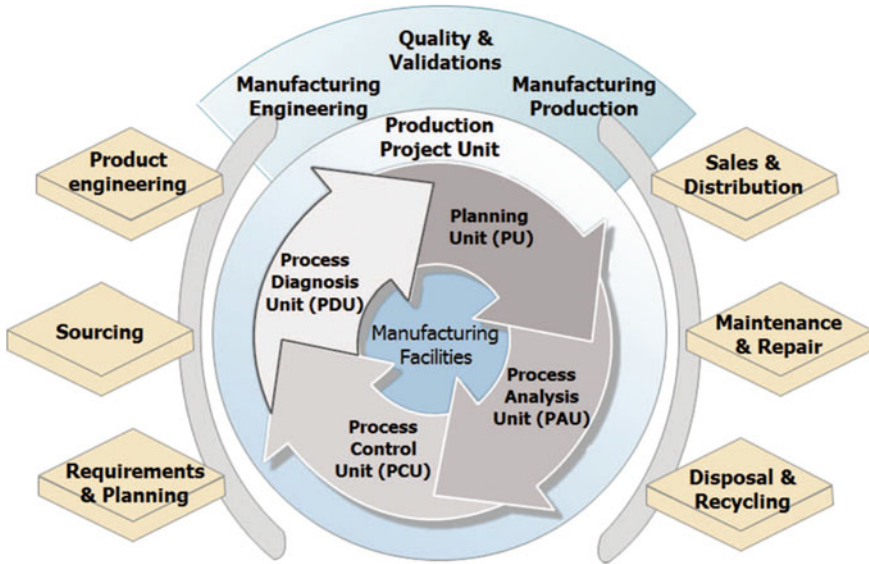 Quality &
Validations
Manufacturing
Engineering
Manufacturing
Production
Production
Project Unit
Product
engineering
Sourcing
Requirements
& Planning
Planning
Unit (PU)
Process
Analysis
Unit (PAU)
Process
Control
Unit (PCU)
Process
Diagnosis
Unit (PDU)
Manufacturing
Facilities
Sales &
Distribution
Maintenance
& Repair
Disposal &
Recycling